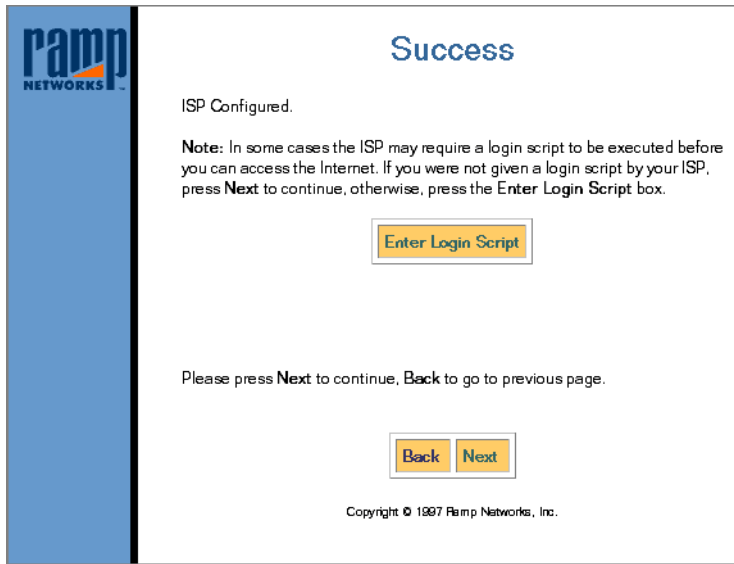 ramp
NETWORKS
Success
ISP Configured.
Note: In some cases the ISP may require a login script to be executed before
you can access the Internet. If you were not given a login script by your ISP,
press Next to continue, otherwise, press the Enter Login Script box.
Enter Login Script
Please press Next to continue, Back to go to previous page.
Back Next
Copyright © 1997 Ramp Networks, Inc.